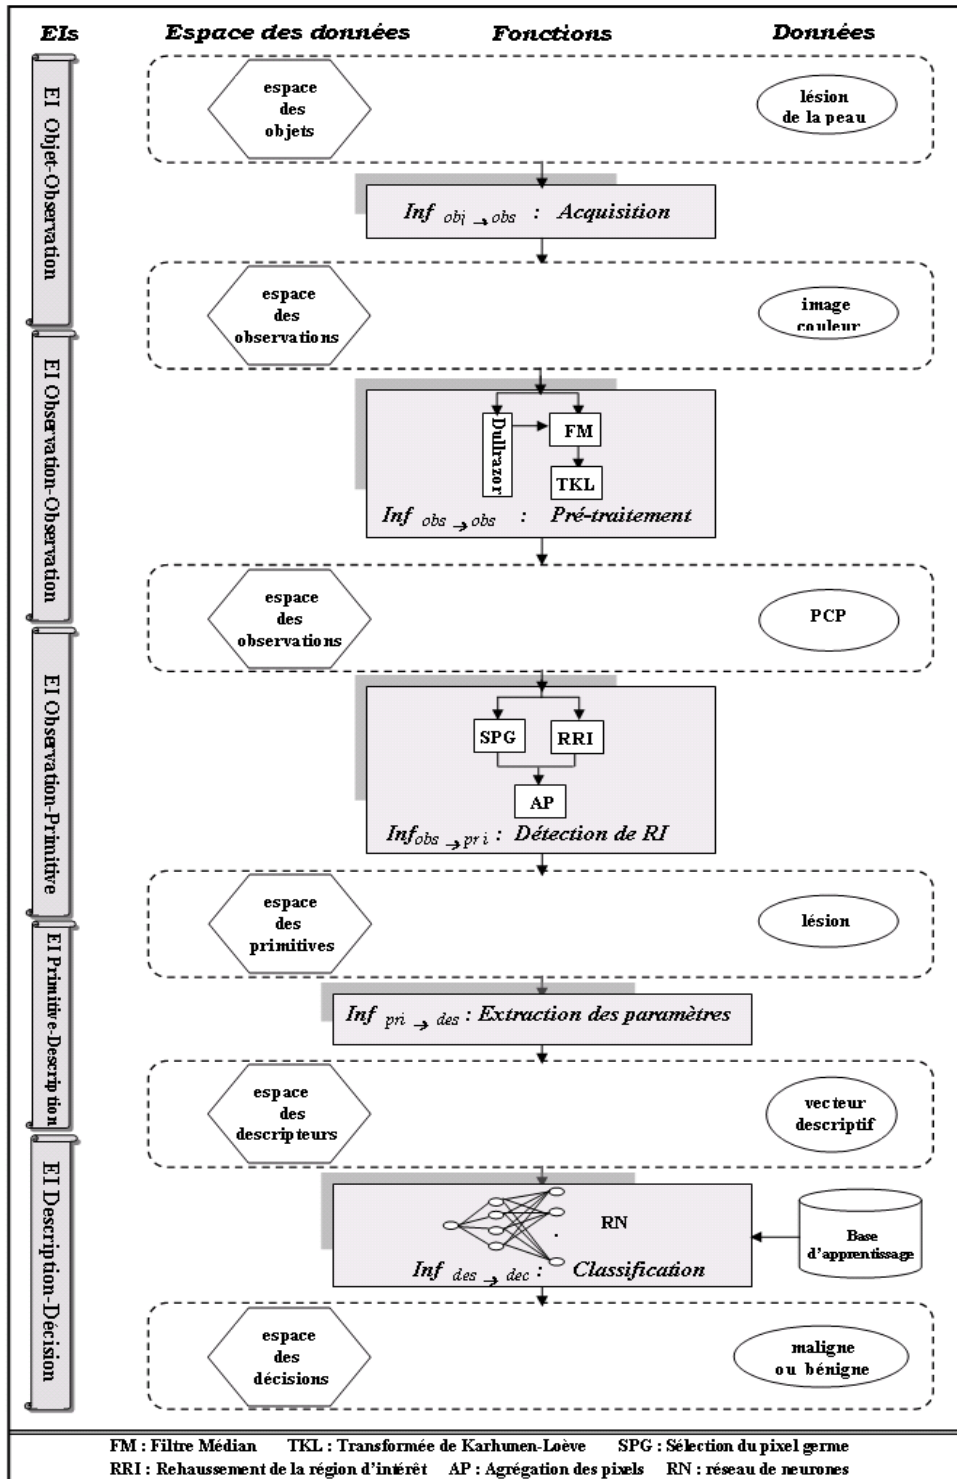 EIs Espace des données Fonctions Données
EI Objet-Observation
espace
des
objets
lésion
de la peau
Inf obj → obs : Acquisition
espace
des
observations
image
couleur
EI Observation-Observation
Dullrazor
FM
TKL
Inf obs → obs : Pré-traitement
espace
des
observations
PCP
EI Observation-Primitive
SPG
RRI
AP
Inf obs → pri : Détection de RI
espace
des
primitives
lésion
EI Primitive-Description
Inf pri → des : Extraction des paramètres
espace
des
descripteurs
vecteur
descriptif
EI Description-Décision
RN
Inf des → dec : Classification
Base
d'apprentissage
espace
des
décisions
maligne
ou bénigne
FM : Filtre Médian TKL : Transformée de Karhunen-Loève SPG : Sélection du pixel germe
RRI : Rehaussement de la région d'intérêt AP : Agrégation des pixels RN : réseau de neurones